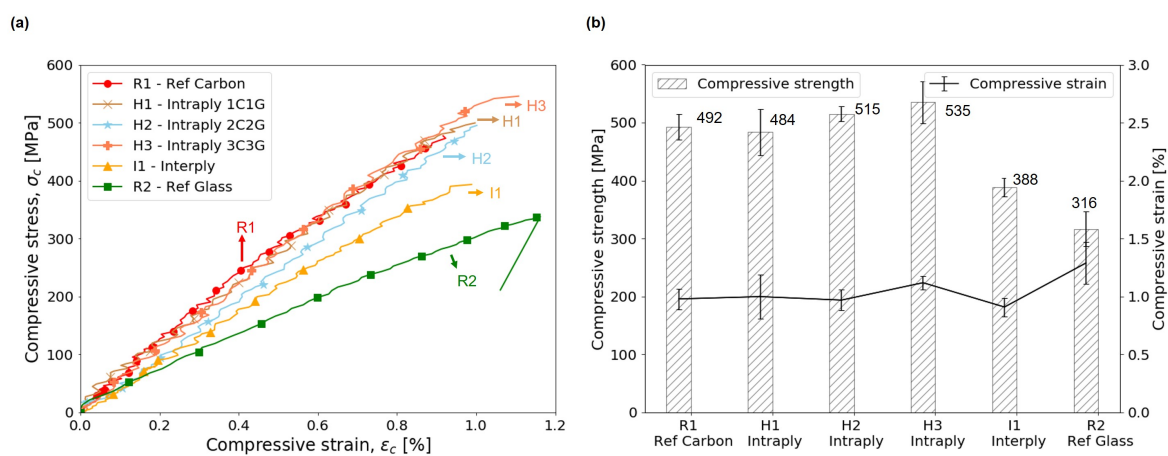 (a)
Compressive stress, σc [MPa]
600
500
400
300
200
100
0
R1 - Ref Carbon
H1 - Intraply 1C1G
H2 - Intraply 2C2G
H3 - Intraply 3C3G
I1 - Interply
R2 - Ref Glass
H3
H1
H2
I1
R1
R2
0.0 0.2 0.4 0.6 0.8 1.0 1.2
Compressive strain, εc [%]
(b)
Compressive strength [MPa]
600
500
400
300
200
100
0
Compressive strength
Compressive strain
492
484
515
535
388
316
3.0
2.5
2.0
1.5
1.0
0.5
0.0
Compressive strain [%]
R1 H1 H2 H3 I1 R2
Ref Carbon Intraply Intraply Intraply Interply Ref Glass